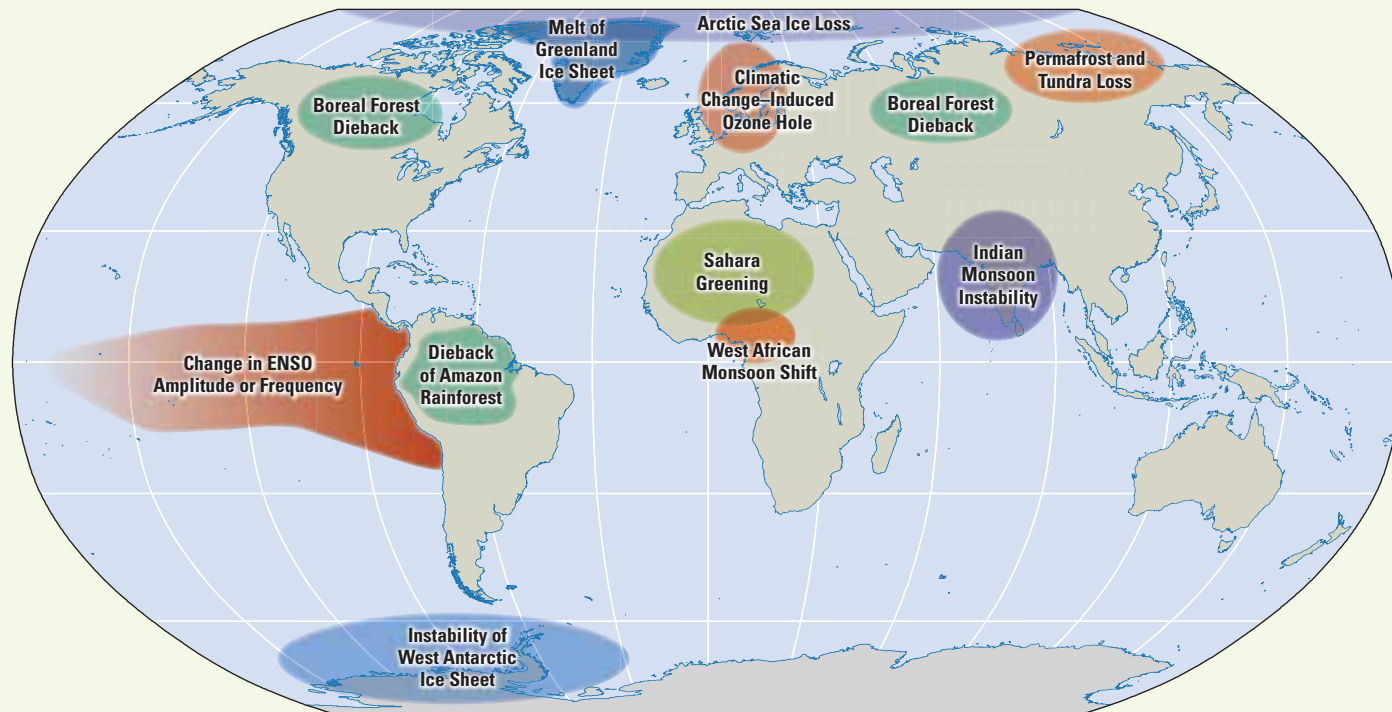 Arctic Sea Ice Loss
Melt of
Greenland
Ice Sheet
Permafrost and
Tundra Loss
Climatic
Change–Induced
Ozone Hole
Boreal Forest
Dieback
Boreal Forest
Dieback
Sahara
Greening
Indian
Monsoon
Instability
West African
Monsoon Shift
Change in ENSO
Amplitude or Frequency
Dieback
of Amazon
Rainforest
Instability of
West Antarctic
Ice Sheet